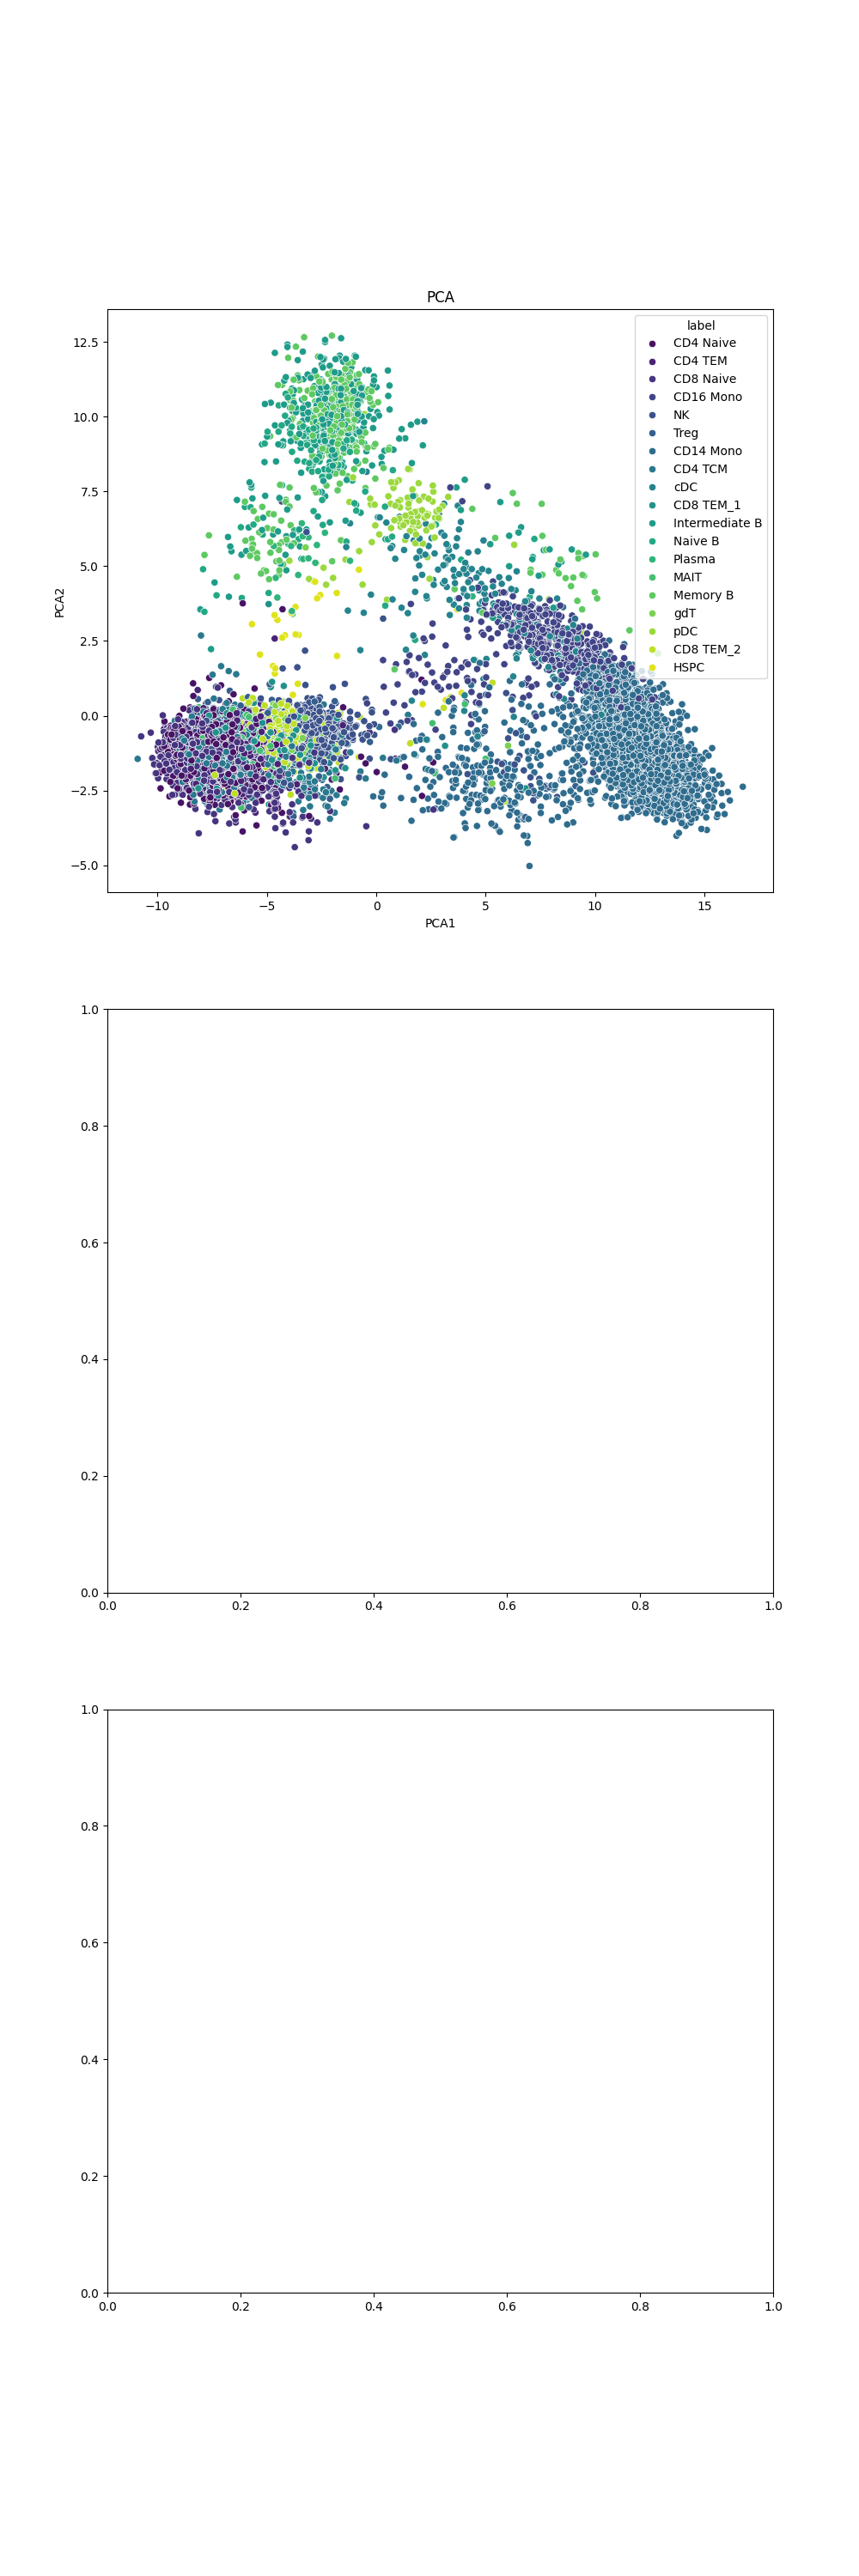 PCA
label
CD4 Naive
CD4 TEM
CD8 Naive
CD16 Mono
NK
Treg
CD14 Mono
CD4 TCM
cDC
CD8 TEM_1
Intermediate B
Naive B
Plasma
MAIT
Memory B
gdT
pDC
CD8 TEM_2
HSPC
12.5
10.0
7.5
5.0
2.5
0.0
−2.5
−5.0
PCA2
−10
−5
0
5
10
15
PCA1
1.0
0.8
0.6
0.4
0.2
0.0
0.0
0.2
0.4
0.6
0.8
1.0
1.0
0.8
0.6
0.4
0.2
0.0
0.0
0.2
0.4
0.6
0.8
1.0